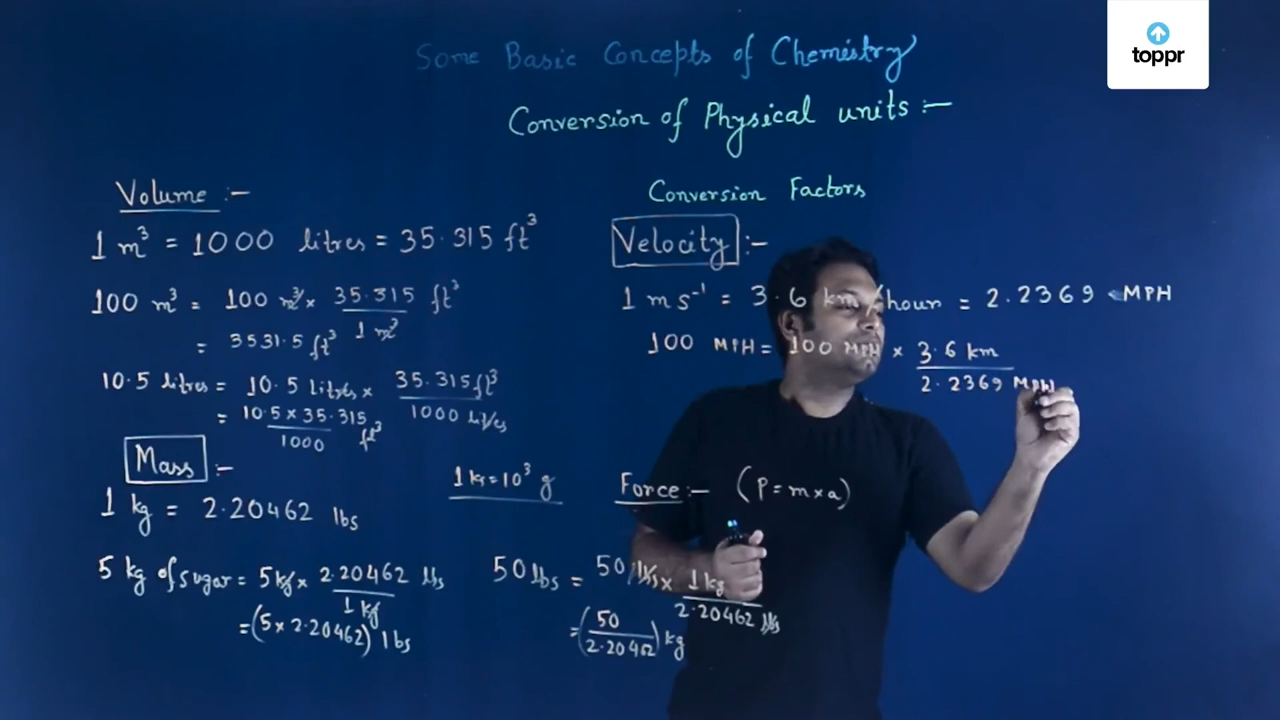 toppr
Some Basic Concepts of Chemistry
Conversion of Physical units :-
Volume :-
1 m³ = 1000 litres = 35.315 ft³
100 m³ = 100 m³ × 35.315 ft³
1 m³
= 3531.5 ft³
10.5 litres = 10.5 litres × 35.315 ft³
1000 litres
= 10.5 × 35.315 ft³
1000
Mass :-
1 kg = 10³ g
1 kg = 2.20462 lbs
5 kg of sugar = 5 kg × 2.20462 lbs
1 kg
= (5 × 2.20462) lbs
Conversion Factors
Velocity :-
1 m s⁻¹ = 3.6 km/hour = 2.2369 MPH
100 MPH = 100 MPH × 3.6 km
2.2369 MPH
Force :- (P = m × a)
50 lbs = 50 lbs × 1 kg
2.20462 lbs
= (50
2.20462) kg